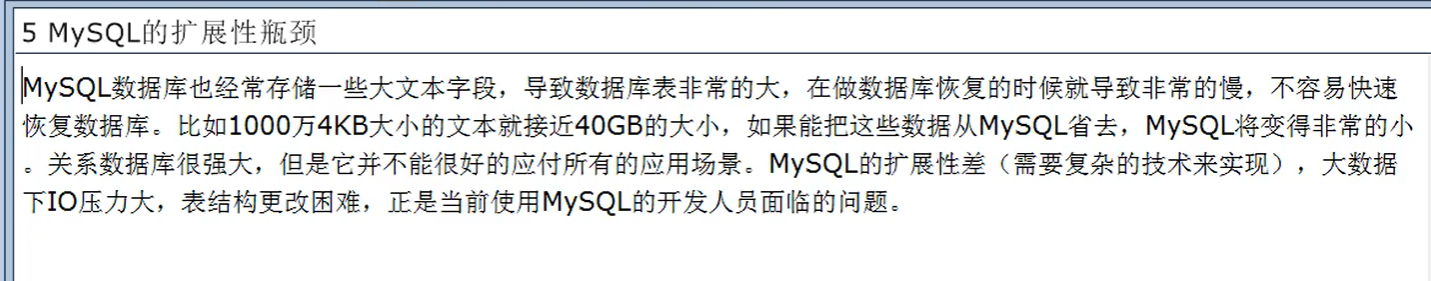 5 MySQL的扩展性瓶颈
MySQL数据库也经常存储一些大文本字段，导致数据库表非常的大，在做数据库恢复的时候就导致非常的慢，不容易快速
恢复数据库。比如1000万4KB大小的文本就接近40GB的大小，如果能把这些数据从MySQL省去，MySQL将变得非常的小
。关系数据库很强大，但是它并不能很好的应付所有的应用场景。MySQL的扩展性差（需要复杂的技术来实现），大数据
下IO压力大，表结构更改困难，正是当前使用MySQL的开发人员面临的问题。